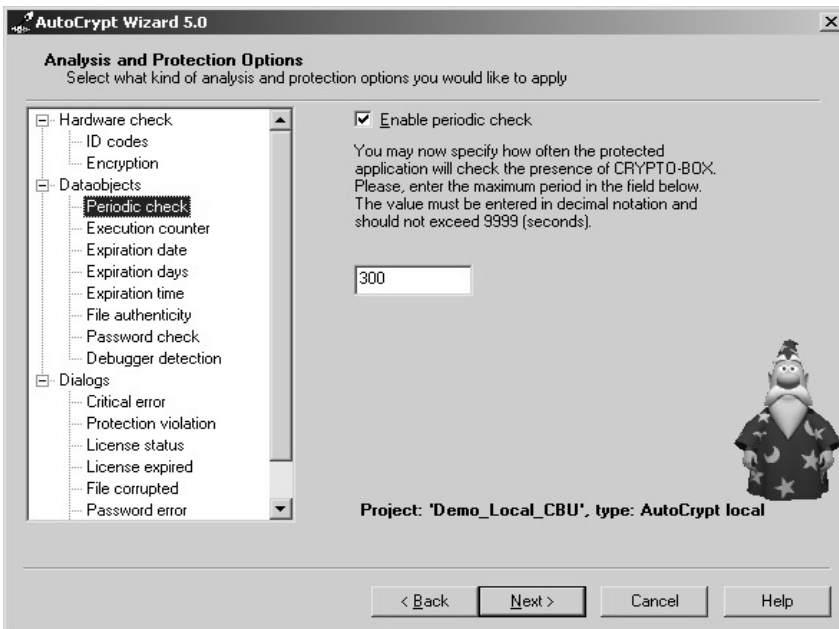 AutoCrypt Wizard 5.0
Analysis and Protection Options
Select what kind of analysis and protection options you would like to apply
Hardware check
ID codes
Encryption
Dataobjects
Periodic check
Execution counter
Expiration date
Expiration days
Expiration time
File authenticity
Password check
Debugger detection
Dialogs
Critical error
Protection violation
License status
License expired
File corrupted
Password error
Enable periodic check
You may now specify how often the protected
application will check the presence of CRYPTO-BOX.
Please, enter the maximum period in the field below.
The value must be entered in decimal notation and
should not exceed 9999 (seconds).
300
Project: 'Demo_Local_CBU', type: AutoCrypt local
< Back
Next >
Cancel
Help